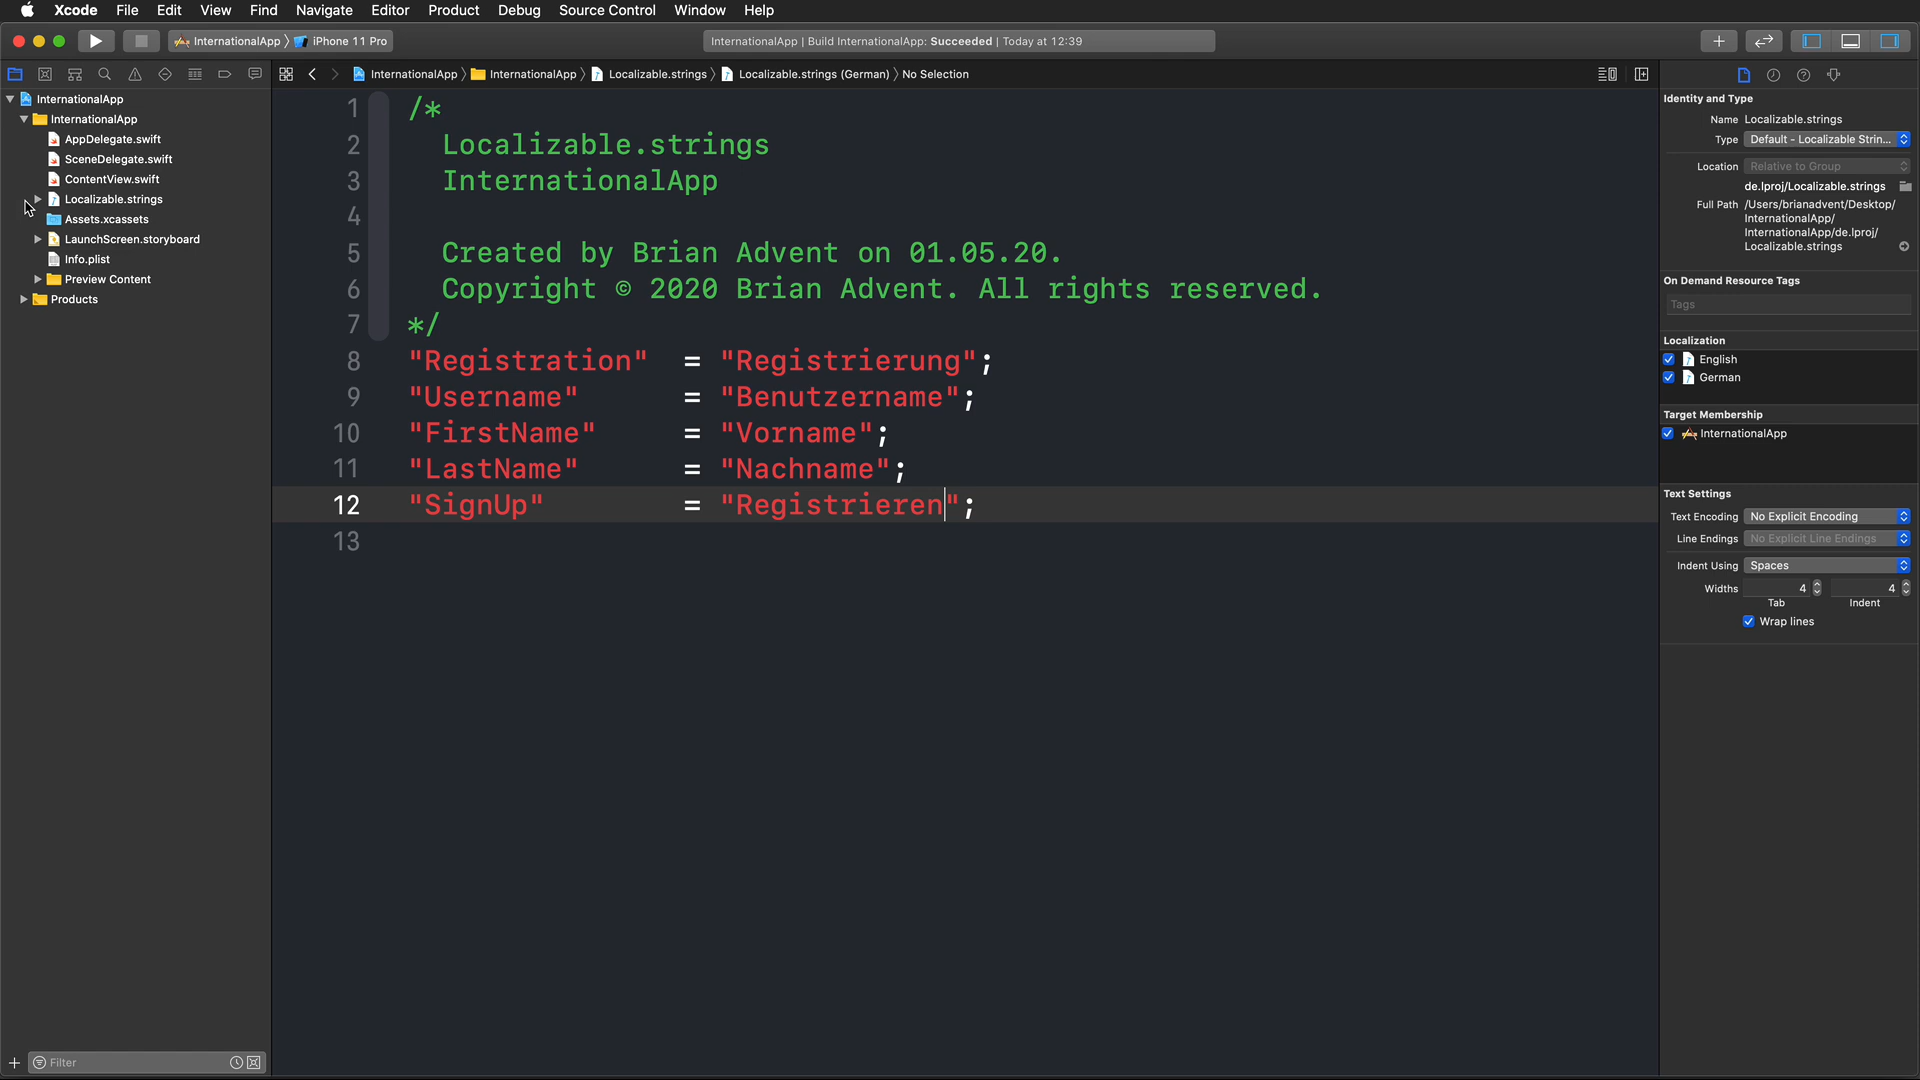 Xcode File Edit View Find Navigate Editor Product Debug Source Control Window Help
InternationalApp iPhone 11 Pro
InternationalApp | Build InternationalApp: Succeeded | Today at 12:39
InternationalApp InternationalApp Localizable.strings Localizable.strings (German) No Selection
InternationalApp
InternationalApp
AppDelegate.swift
SceneDelegate.swift
ContentView.swift
Localizable.strings
Assets.xcassets
LaunchScreen.storyboard
Info.plist
Preview Content
Products
Filter
1 /*
2 Localizable.strings
3 InternationalApp
4
5 Created by Brian Advent on 01.05.20.
6 Copyright © 2020 Brian Advent. All rights reserved.
7 */
8 "Registration" = "Registrierung";
9 "Username" = "Benutzername";
10 "FirstName" = "Vorname";
11 "LastName" = "Nachname";
12 "SignUp" = "Registrieren";
13
Identity and Type
Name Localizable.strings
Type Default - Localizable Strin...
Location Relative to Group
de.lproj/Localizable.strings
Full Path /Users/brianadvent/Desktop/
InternationalApp/
InternationalApp/de.lproj/
Localizable.strings
On Demand Resource Tags
Tags
Localization
English
German
Target Membership
InternationalApp
Text Settings
Text Encoding No Explicit Encoding
Line Endings No Explicit Line Endings
Indent Using Spaces
Widths 4 4
Tab Indent
Wrap lines